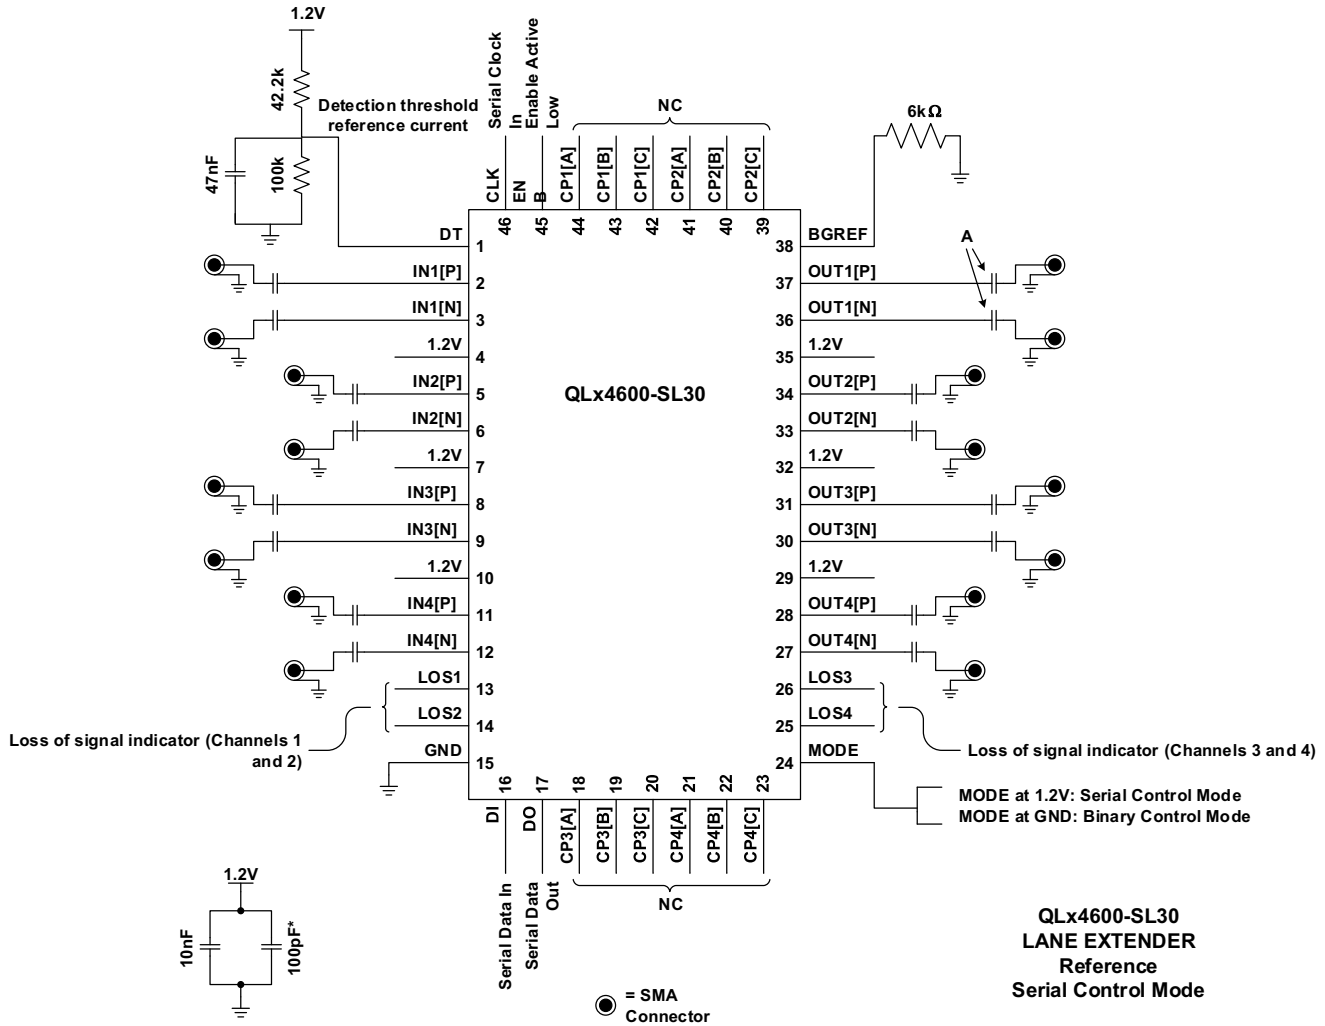 1.2V
42.2k
Detection threshold
reference current
47nF
100k
Serial Clock
In
Enable Active
Low
NC
6kΩ
CLK
EN
B
CP1[A]
CP1[B]
CP1[C]
CP2[A]
CP2[B]
CP2[C]
46
45
44
43
42
41
40
39
DT
1
IN1[P]
2
IN1[N]
3
1.2V
4
IN2[P]
5
IN2[N]
6
1.2V
7
IN3[P]
8
IN3[N]
9
1.2V
10
IN4[P]
11
IN4[N]
12
LOS1
13
LOS2
14
GND
15
Loss of signal indicator (Channels 1
and 2)
QLx4600-SL30
38
BGREF
A
37
OUT1[P]
36
OUT1[N]
35
1.2V
34
OUT2[P]
33
OUT2[N]
32
1.2V
31
OUT3[P]
30
OUT3[N]
29
1.2V
28
OUT4[P]
27
OUT4[N]
26
LOS3
25
LOS4
24
MODE
Loss of signal indicator (Channels 3 and 4)
MODE at 1.2V: Serial Control Mode
MODE at GND: Binary Control Mode
16
17
18
19
20
21
22
23
DI
DO
CP3[A]
CP3[B]
CP3[C]
CP4[A]
CP4[B]
CP4[C]
Serial Data In
Serial Data
Out
NC
1.2V
10nF
100pF*
= SMA
Connector
QLx4600-SL30
LANE EXTENDER
Reference
Serial Control Mode